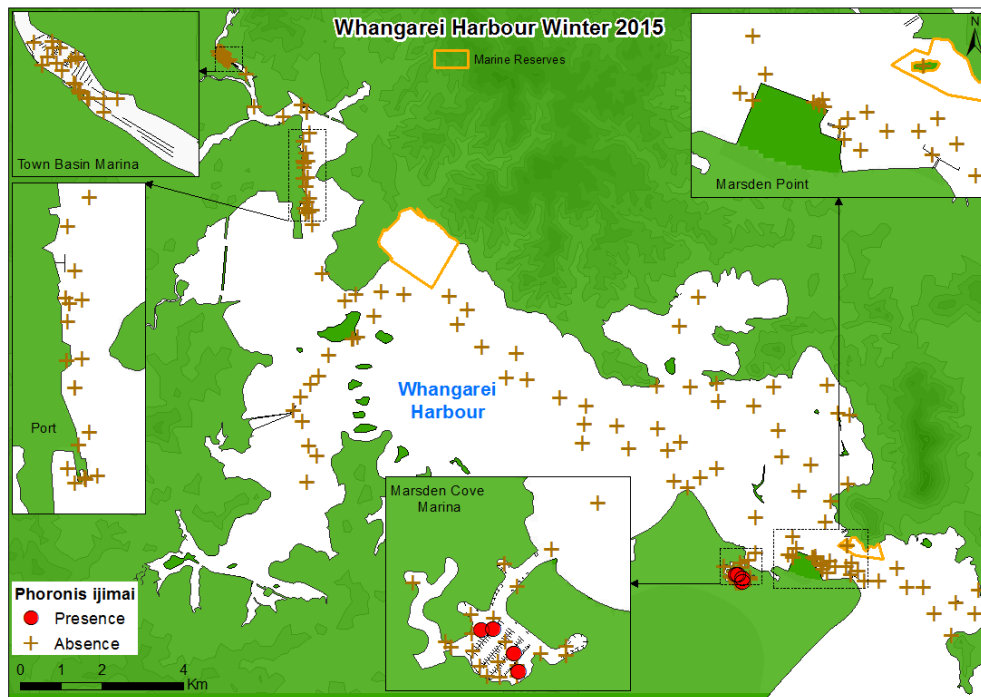 Whangarei Harbour Winter 2015
Marine Reserves
N
Town Basin Marina
Marsden Point
Port
Whangarei
Harbour
Marsden Cove
Marina
Phoronis ijimai
Presence
Absence
0 1 2 4
Km